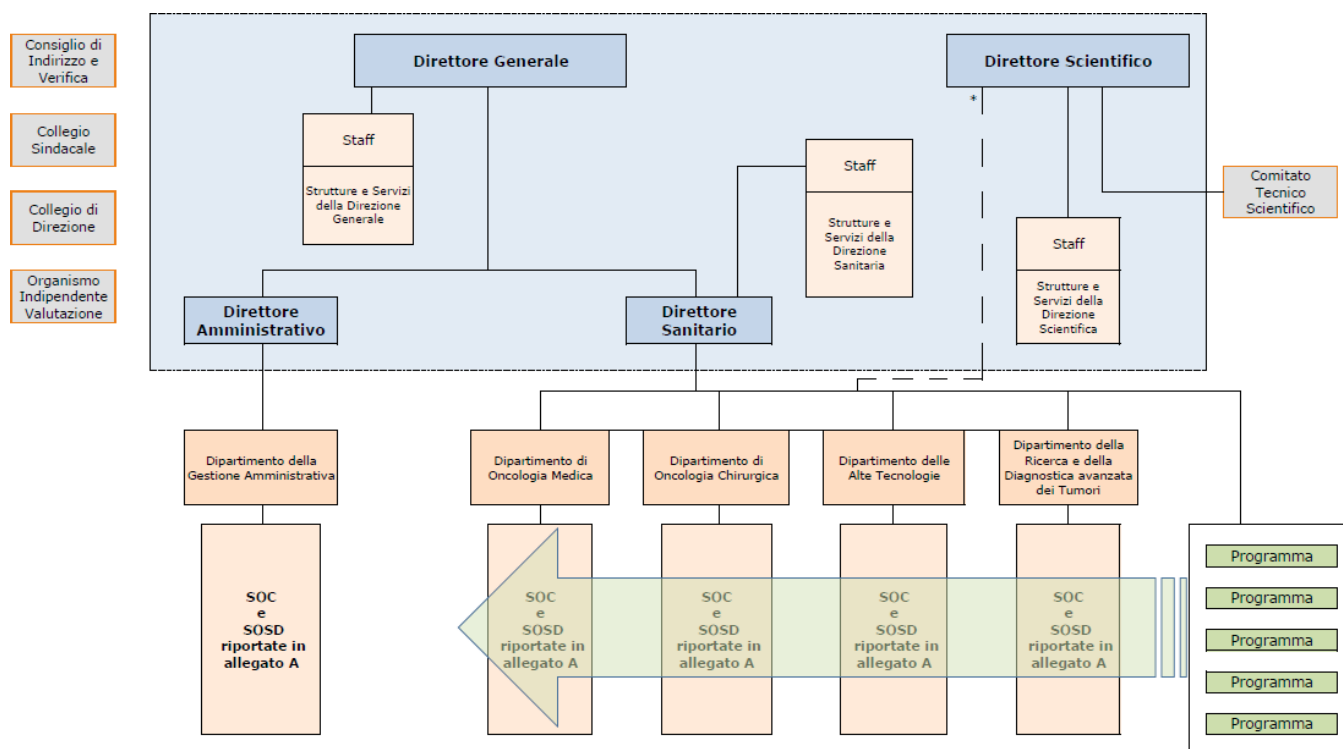 Consiglio di
Indirizzo e
Verifica
Direttore Generale
Direttore Scientifico
*
Collegio
Sindacale
Staff
Strutture e Servizi
della Direzione
Generale
Staff
Strutture e
Servizi della
Direzione
Sanitaria
Comitato
Tecnico
Scientifico
Collegio di
Direzione
Staff
Strutture e
Servizi della
Direzione
Scientifica
Organismo
Indipendente
Valutazione
Direttore
Amministrativo
Direttore
Sanitario
Dipartimento della
Gestione Amministrativa
Dipartimento di
Oncologia Medica
Dipartimento di
Oncologia Chirurgica
Dipartimento delle
Alte Tecnologie
Dipartimento della
Ricerca e della
Diagnostica avanzata
dei Tumori
SOC
e
SOSD
riportate in
allegato A
SOC
e
SOSD
riportate in
allegato A
SOC
e
SOSD
riportate in
allegato A
SOC
e
SOSD
riportate in
allegato A
SOC
e
SOSD
riportate in
allegato A
Programma
Programma
Programma
Programma
Programma